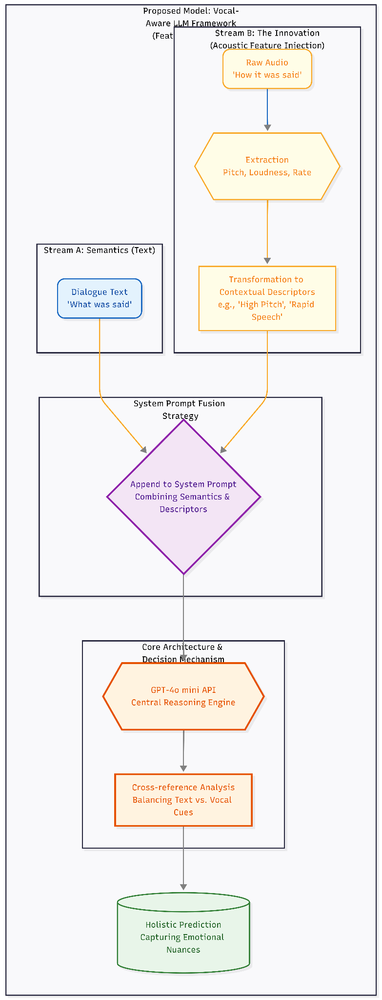 Proposed Model: Vocal-
Aware LLM Framework
(Feat
Stream B: The Innovation
(Acoustic Feature Injection)
Raw Audio
'How it was said'
Extraction
Pitch, Loudness, Rate
Stream A: Semantics (Text)
Dialogue Text
'What was said'
Transformation to
Contextual Descriptors
e.g., 'High Pitch', 'Rapid
Speech'
System Prompt Fusion
Strategy
Append to System Prompt
Combining Semantics &
Descriptors
Core Architecture &
Decision Mechanism
GPT-4o mini API
Central Reasoning Engine
Cross-reference Analysis
Balancing Text vs. Vocal
Cues
Holistic Prediction
Capturing Emotional
Nuances